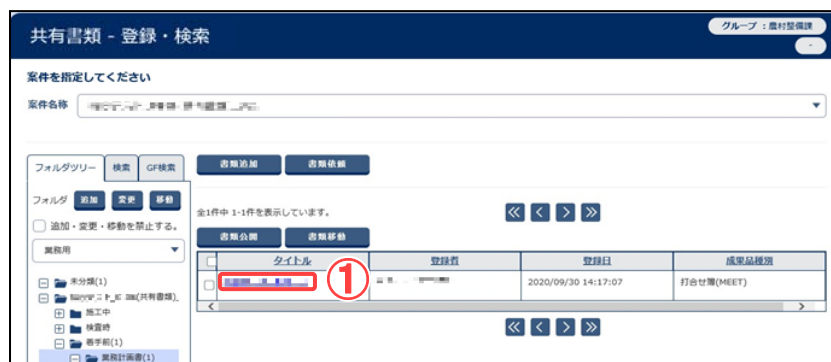 共有書類 - 登録・検索
グループ : 農村整備課
-
案件を指定してください
案件名称
フォルダツリー 検索 GF検索
書類追加 書類依頼
フォルダ 追加 変更 移動
追加・変更・移動を禁止する。
全1件中 1-1件を表示しています。
書類公開 書類移動
業務用
タイトル 登録者 登録日 成果品種別
1
2020/09/30 14:17:07 打合せ簿(MEET)
未分類(1)
(共有書類)
施工中
検査時
着手前(1)
業務計画書(1)